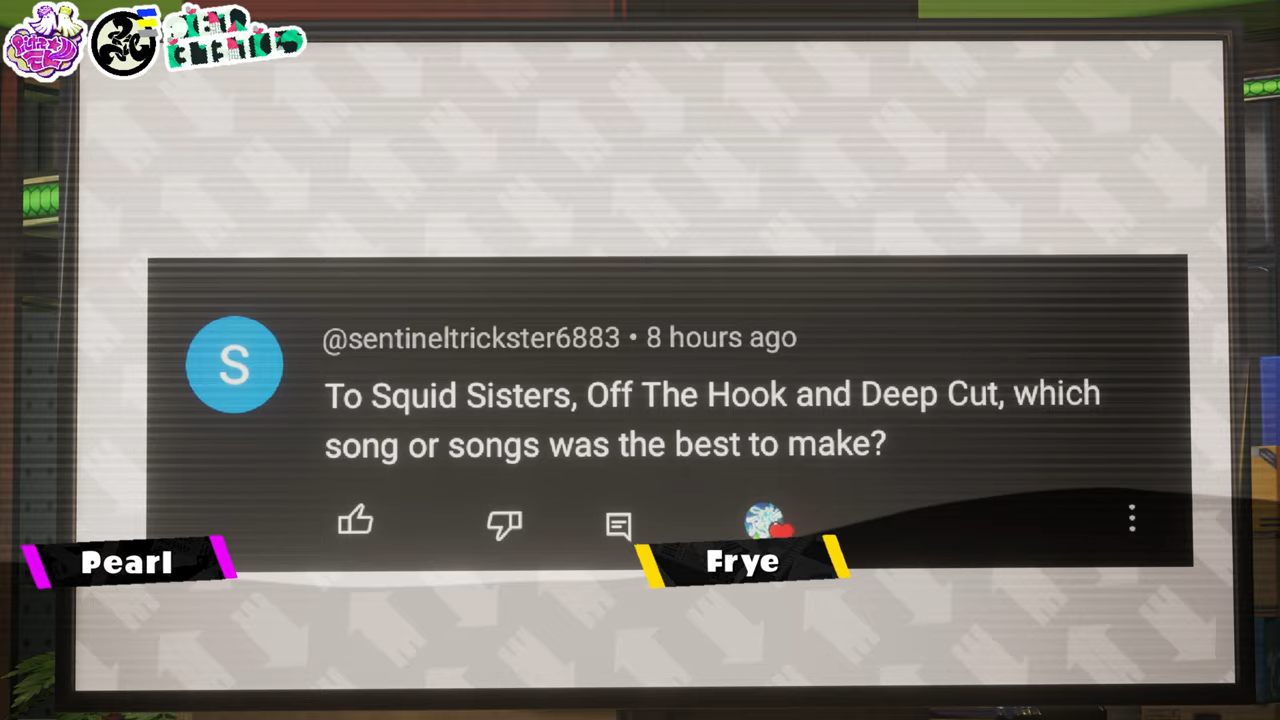 @sentineltrickster6883 • 8 hours ago
S
To Squid Sisters, Off The Hook and Deep Cut, which
song or songs was the best to make?
Pearl
Frye